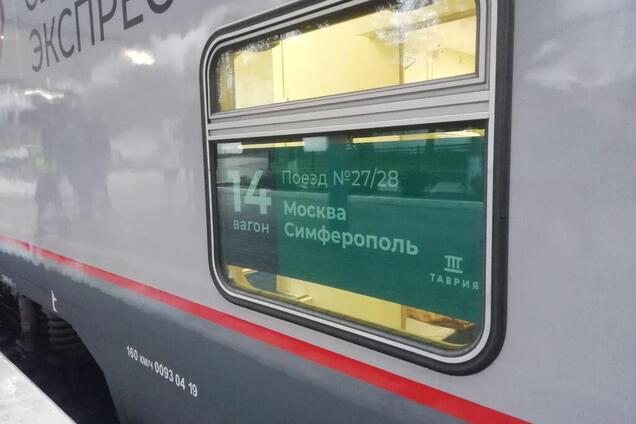 ЭКСПРЕС
14
вагон
Поезд №27/28
Москва
Симферополь
ТАВРИЯ
160 км/ч 0093 04 19